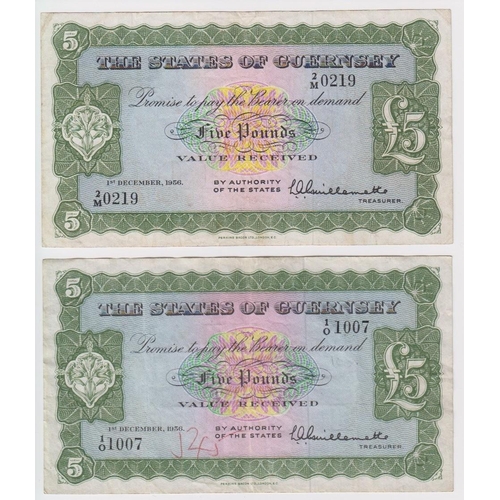 5
THE STATES OF GUERNSEY
2/M 0219
Promise to pay the Bearer on demand
£5
Five Pounds
VALUE RECEIVED
1ST DECEMBER, 1956.
BY AUTHORITY
OF THE STATES
2/M 0219
L.A. Guillemette
TREASURER.
5
5
THE STATES OF GUERNSEY
1/O 1007
Promise to pay the Bearer on demand
£5
Five Pounds
VALUE RECEIVED
1ST DECEMBER, 1956.
BY AUTHORITY
OF THE STATES
1/O 1007
L.A. Guillemette
TREASURER.
5